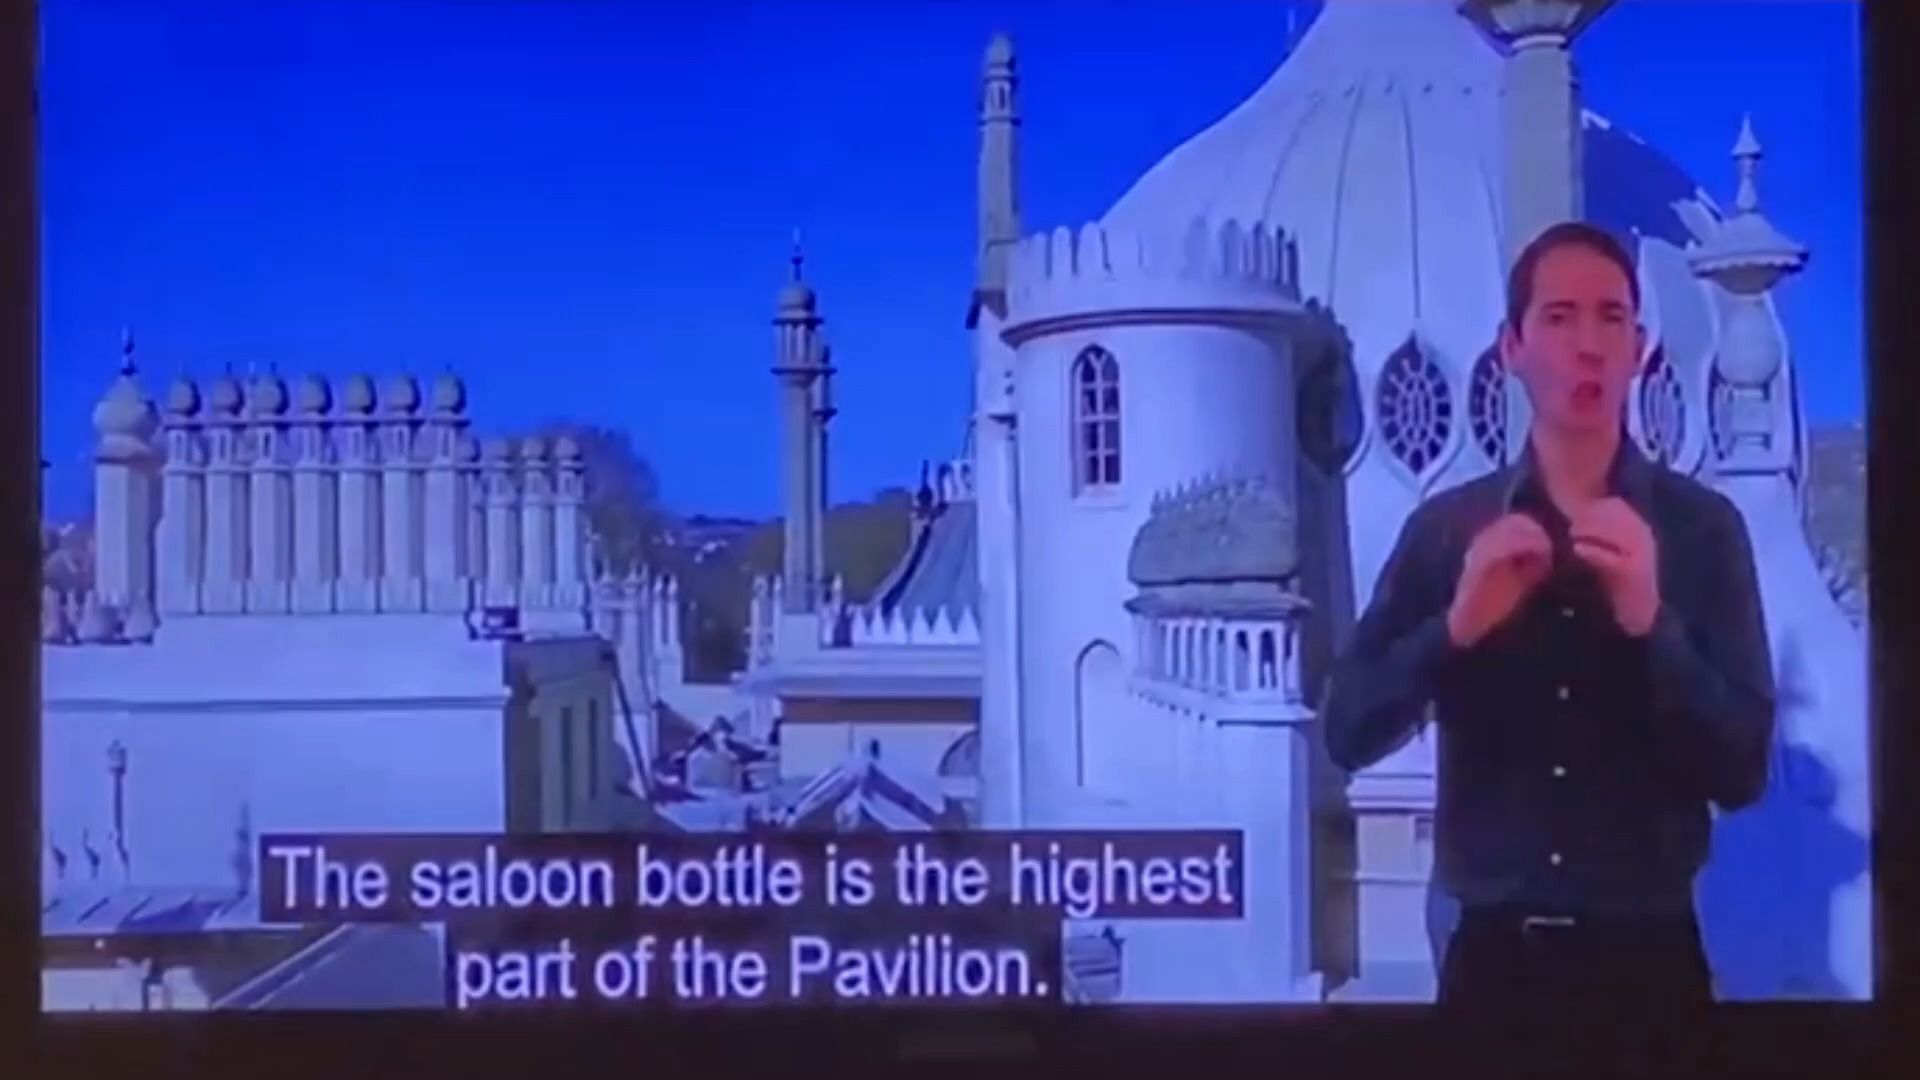 The saloon bottle is the highest
part of the Pavilion.